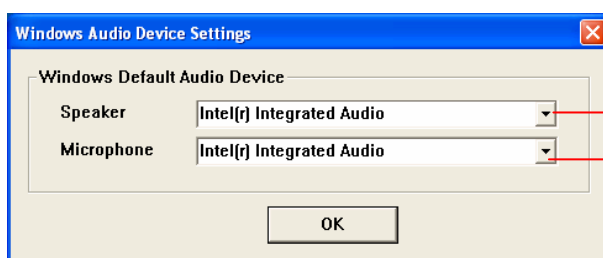 Windows Audio Device Settings
Windows Default Audio Device
Speaker Intel(r) Integrated Audio
Microphone Intel(r) Integrated Audio
OK